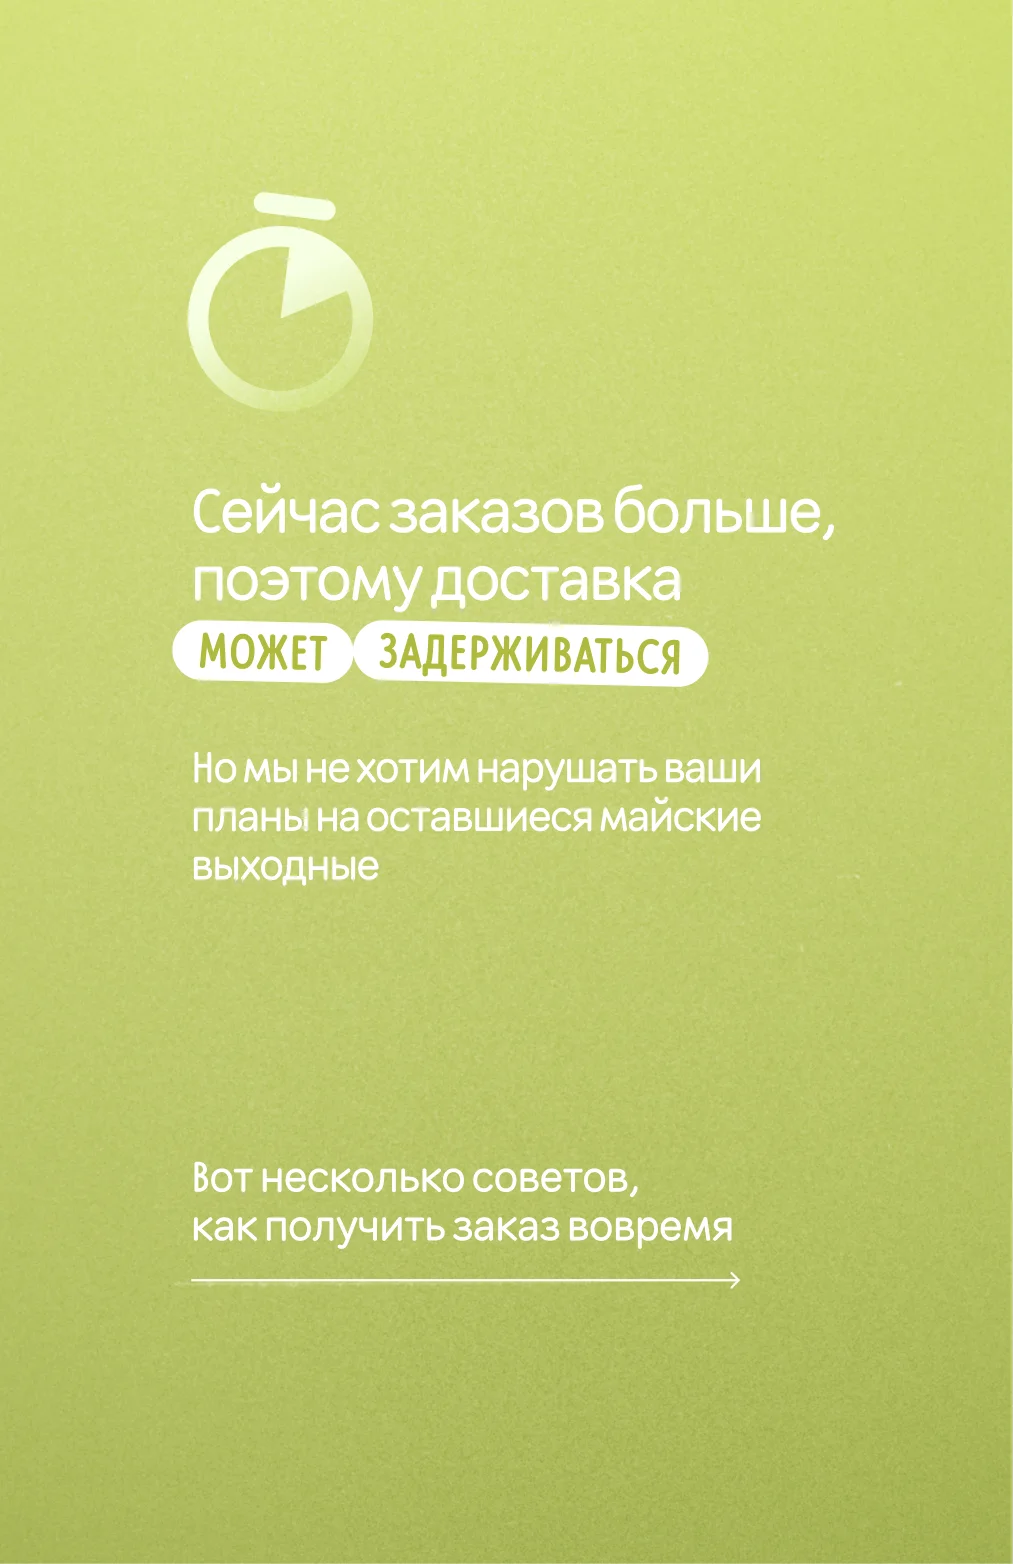 Сейчас заказов больше,
поэтому доставка
МОЖЕТ ЗАДЕРЖИВАТЬСЯ
Но мы не хотим нарушать ваши
планы на оставшиеся майские
выходные
Вот несколько советов,
как получить заказ вовремя